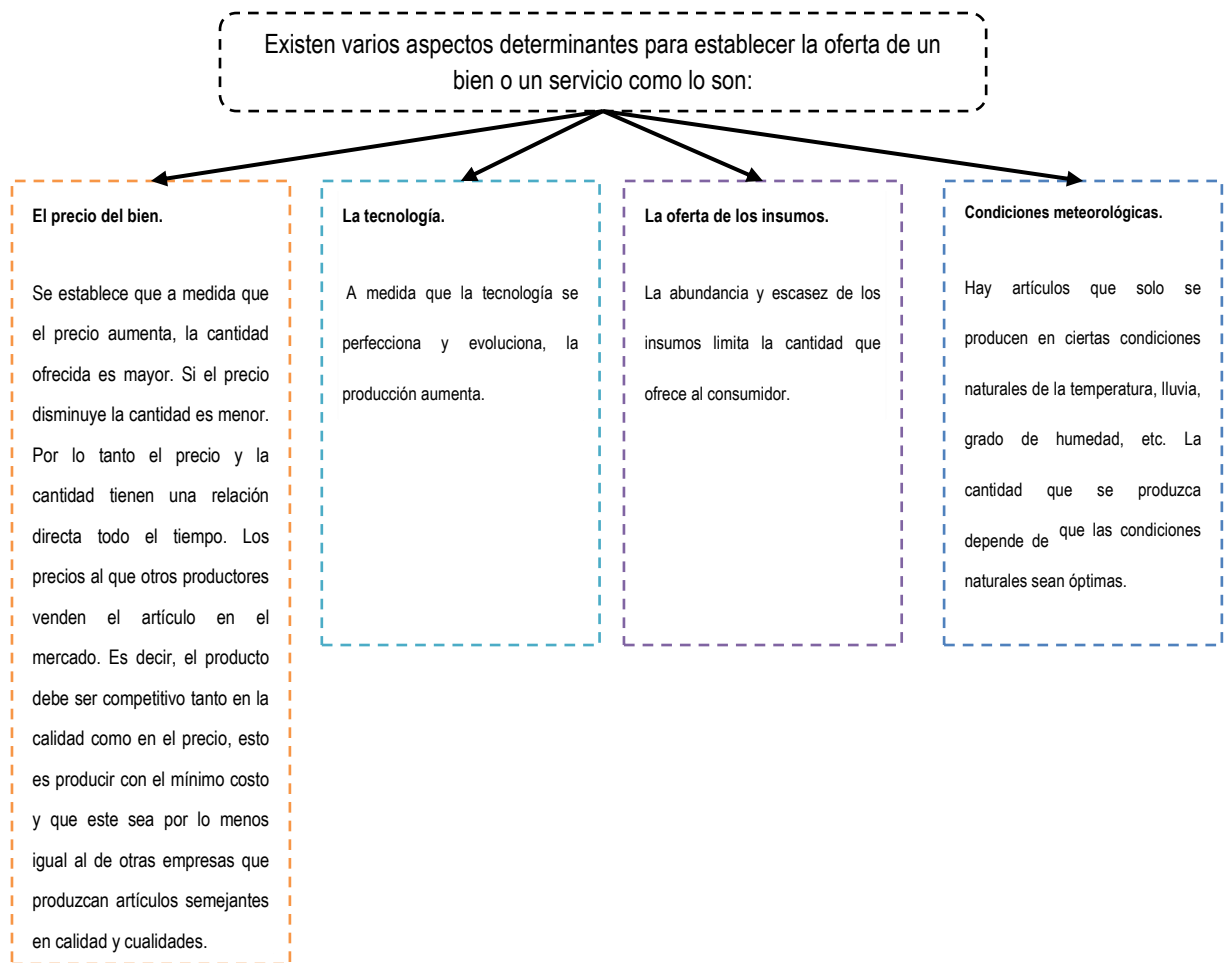 Existen varios aspectos determinantes para establecer la oferta de un
bien o un servicio como lo son:
El precio del bien.
Se establece que a medida que
el precio aumenta, la cantidad
ofrecida es mayor. Si el precio
disminuye la cantidad es menor.
Por lo tanto el precio y la
cantidad tienen una relación
directa todo el tiempo. Los
precios al que otros productores
venden el artículo en el
mercado. Es decir, el producto
debe ser competitivo tanto en la
calidad como en el precio, esto
es producir con el mínimo costo
y que este sea por lo menos
igual al de otras empresas que
produzcan artículos semejantes
en calidad y cualidades.
La tecnología.
A medida que la tecnología se
perfecciona y evoluciona, la
producción aumenta.
La oferta de los insumos.
La abundancia y escasez de los
insumos limita la cantidad que
ofrece al consumidor.
Condiciones meteorológicas.
Hay artículos que solo se
producen en ciertas condiciones
naturales de la temperatura, lluvia,
grado de humedad, etc. La
cantidad que se produzca
depende de que las condiciones
naturales sean óptimas.